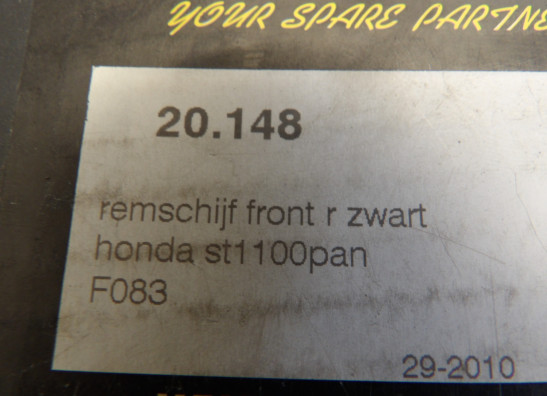 YOUR SPARE PARTNE
20.148
remschijf front r zwart
honda st1100pan
F083
29-2010